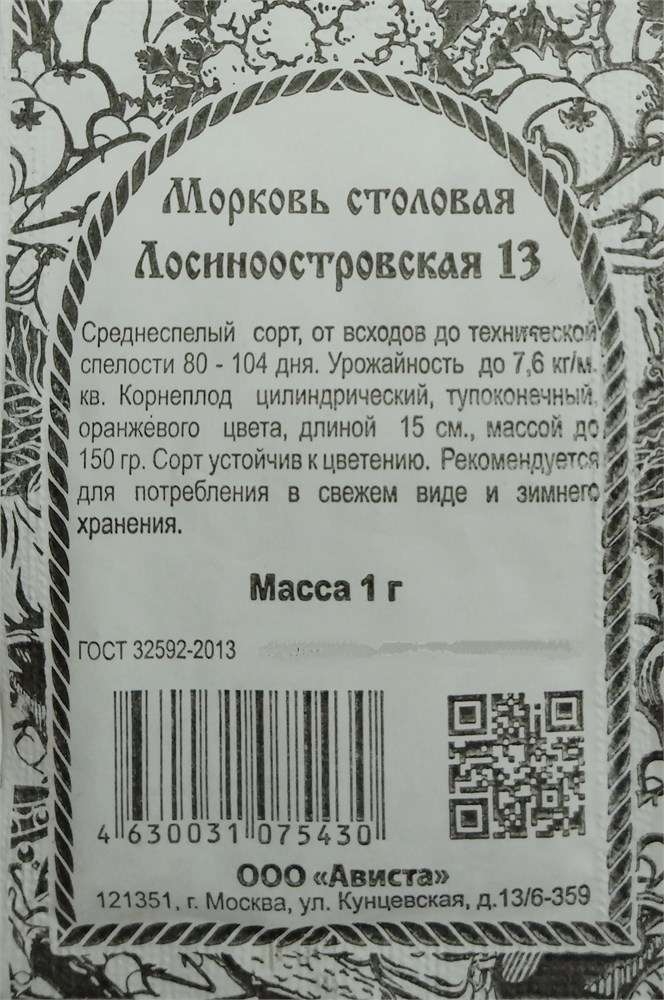 Морковь столовая
Лосиноостровская 13
Среднеспелый сорт, от всходов до технической
спелости 80 - 104 дня. Урожайность до 7,6 кг/м.
кв. Корнеплод цилиндрический, тупоконечный,
оранжевого цвета, длиной 15 см., массой до
150 гр. Сорт устойчив к цветению. Рекомендуется
для потребления в свежем виде и зимнего
хранения.
Масса 1 г
ГОСТ 32592-2013
4 630031 075430
ООО «Ависта»
121351, г. Москва, ул. Кунцевская, д.13/6-359